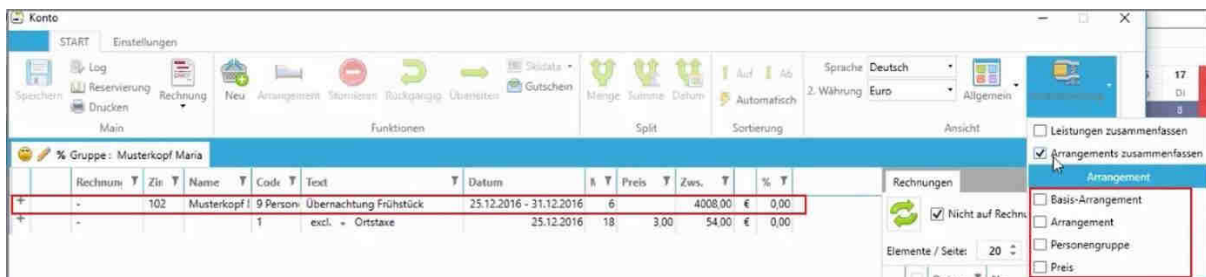 Konto
START Einstellungen
Speichern
Log
Reservierung
Drucken
Rechnung
Neu Arrangement Stornieren Rückgängig Überleiten
Skidata
Gutschein
Menge Summe Datum
Auf Ab
Automatisch
Sprache Deutsch
2. Währung Euro
Allgemein
17
DI
8
Main Funktionen Split Sortierung Ansicht
Leistungen zusammenfassen
Arrangements zusammenfassen
Arrangement
Basis-Arrangement
Arrangement
Personengruppe
Preis
% Gruppe: Musterkopf Maria
Rechnung Zin Name Code Text Datum Preis Zws. %
+ - 102 Musterkopf 9 Person Übernachtung Frühstück 25.12.2016 - 31.12.2016 6 4008,00 € 0,00
+ - 1 excl. - Ortstaxe 25.12.2016 18 3,00 54,00 € 0,00
Rechnungen
Nicht auf Rechnu
Elemente / Seite: 20